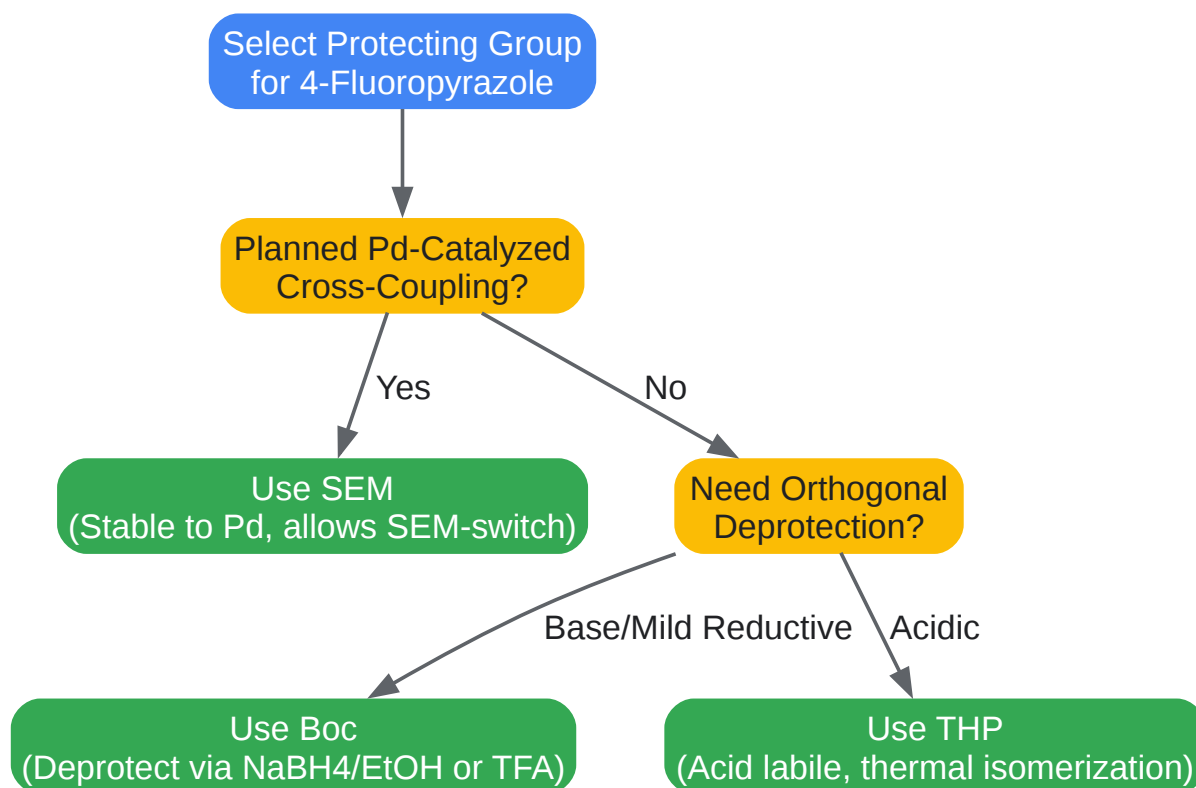 Select Protecting Group
for 4-Fluoropyrazole
Planned Pd-Catalyzed
Cross-Coupling?
Yes
No
Use SEM
(Stable to Pd, allows SEM-switch)
Need Orthogonal
Deprotection?
Base/Mild Reductive
Acidic
Use Boc
(Deprotect via NaBH4/EtOH or TFA)
Use THP
(Acid labile, thermal isomerization)